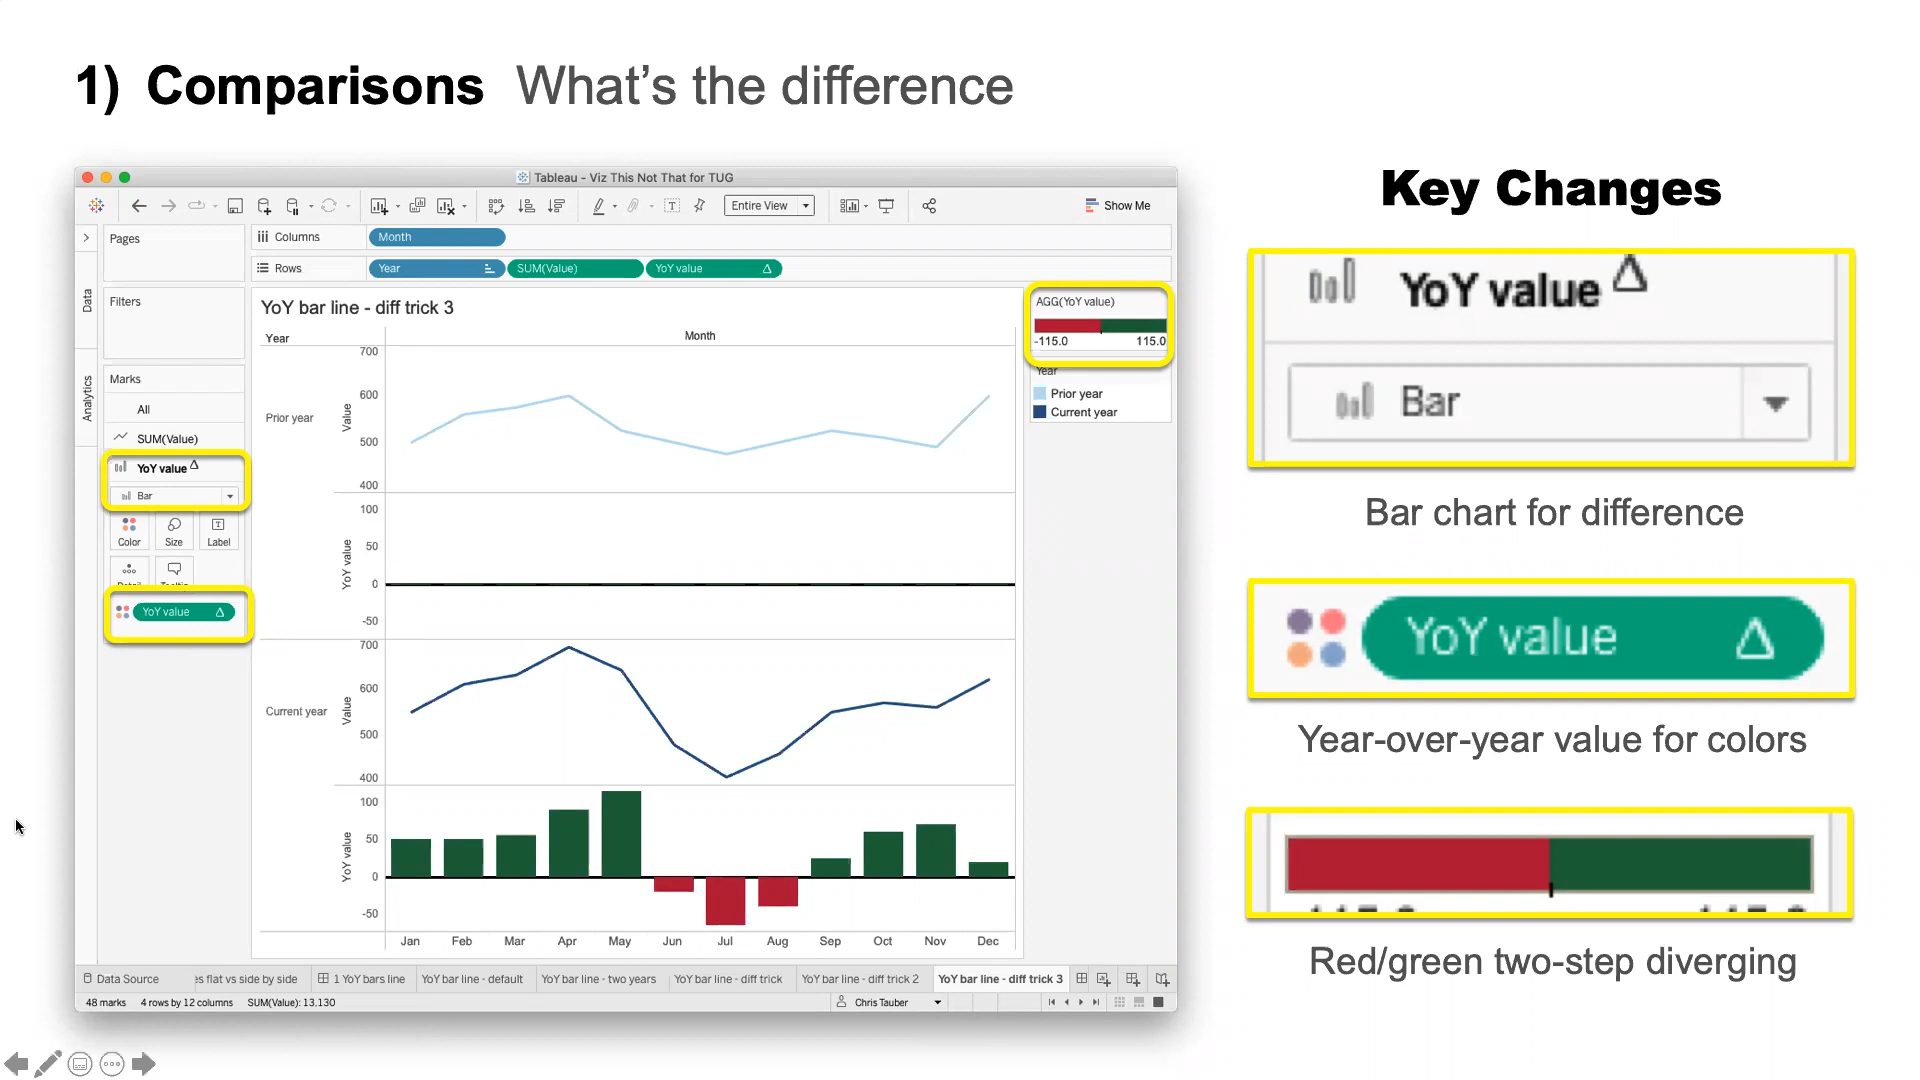 1) Comparisons What's the difference
Tableau - Viz This Not That for TUG
Entire View
Show Me
Pages
Columns
Month
Rows
Year
SUM(Value)
YoY value Δ
Data
Filters
Analytics
Marks
All
SUM(Value)
YoY value Δ
Bar
Color
Size
Label
YoY value Δ
YoY bar line - diff trick 3
Year
Month
Prior year
Value
700
600
500
400
YoY value
100
50
0
-50
Current year
Value
700
600
500
400
YoY value
100
50
0
-50
Jan Feb Mar Apr May Jun Jul Aug Sep Oct Nov Dec
AGG(YoY value)
-115.0 115.0
Year
Prior year
Current year
Data Source
es flat vs side by side
1 YoY bars line
YoY bar line - default
YoY bar line - two years
YoY bar line - diff trick
YoY bar line - diff trick 2
YoY bar line - diff trick 3
48 marks 4 rows by 12 columns SUM(Value): 13,130
Chris Tauber
Key Changes
YoY value Δ
Bar
Bar chart for difference
YoY value Δ
Year-over-year value for colors
Red/green two-step diverging